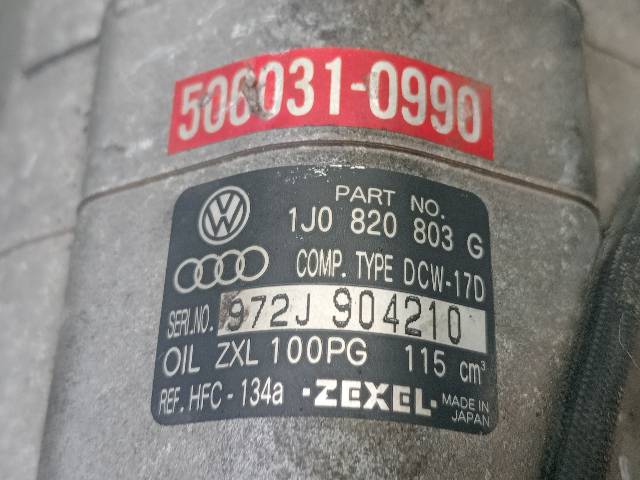 506031-0990
PART NO.
1J0 820 803 G
COMP. TYPE DCW-17D
SERI.NO. 972J 904210
OIL ZXL 100PG 115 cm³
REF. HFC - 134a · ZEXEL · MADE IN JAPAN